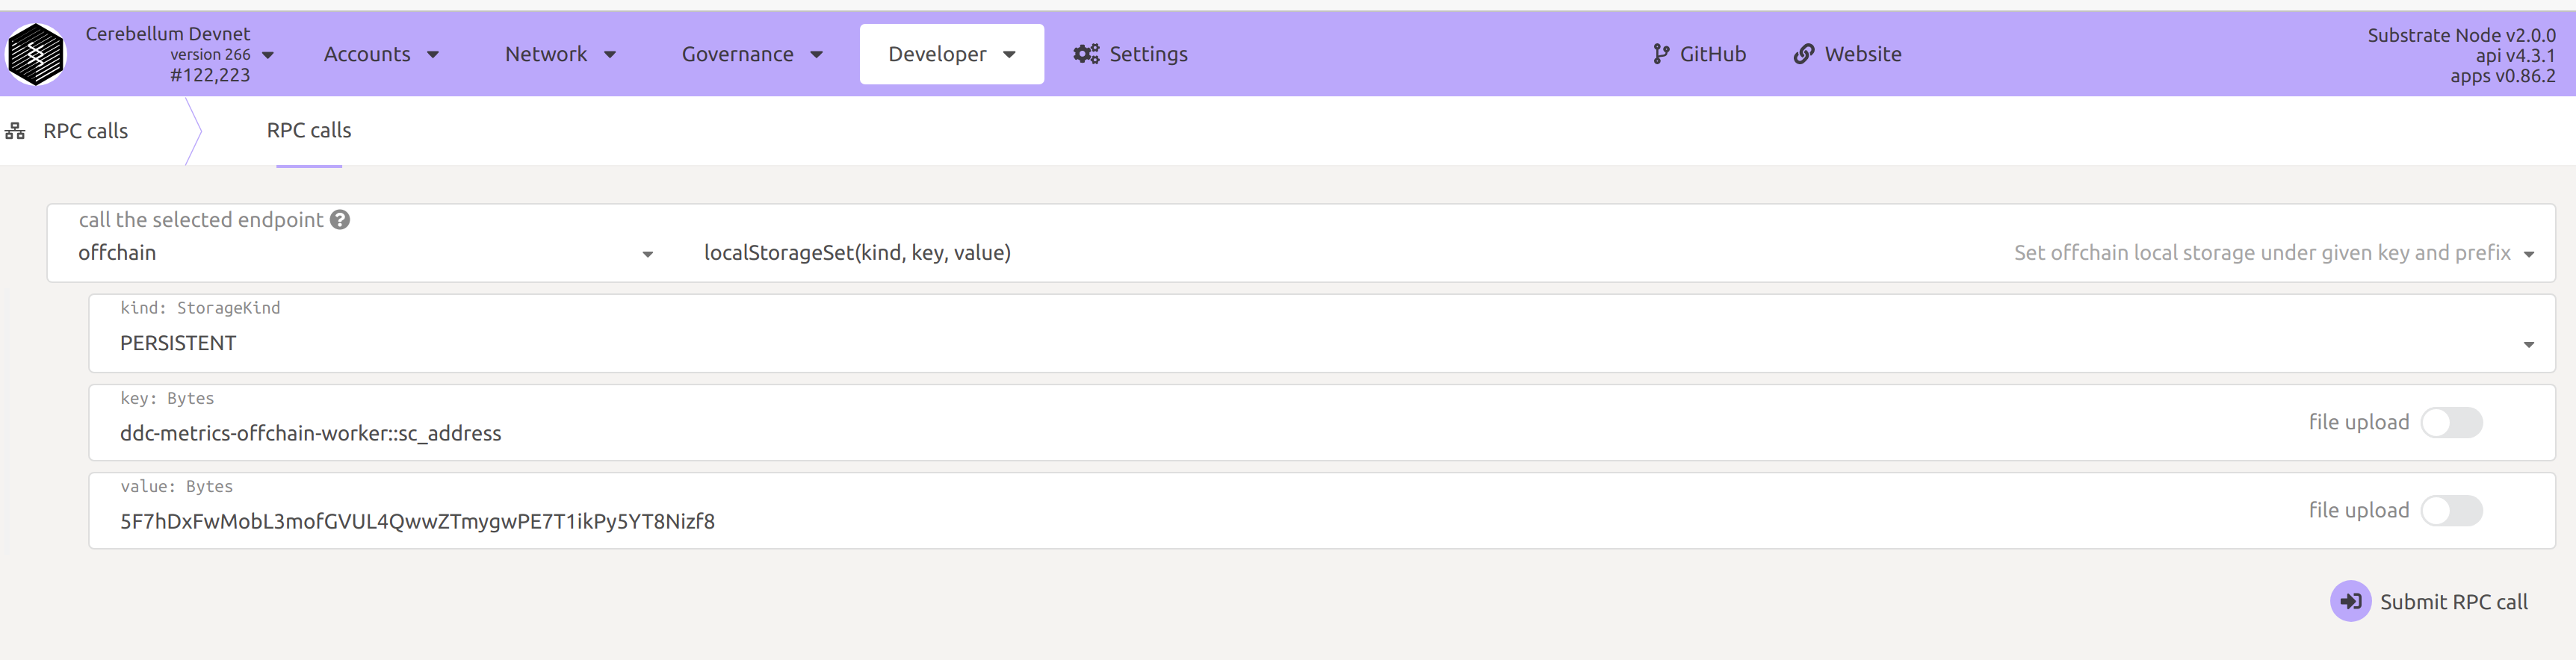 Cerebellum Devnet
version 266
#122,223
Accounts
Network
Governance
Developer
Settings
GitHub
Website
Substrate Node v2.0.0
api v4.3.1
apps v0.86.2
RPC calls
RPC calls
call the selected endpoint ?
offchain
localStorageSet(kind, key, value)
Set offchain local storage under given key and prefix
kind: StorageKind
PERSISTENT
key: Bytes
ddc-metrics-offchain-worker::sc_address
file upload
value: Bytes
5F7hDxFwMobL3mofGVUL4QwwZTmygwPE7T1ikPy5YT8Nizf8
file upload
Submit RPC call